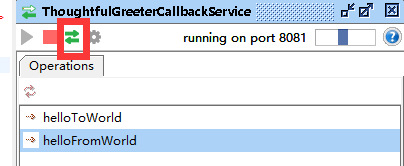 ThoughtfulGreeterCallbackService
running on port 8081
Operations
helloToWorld
helloFromWorld